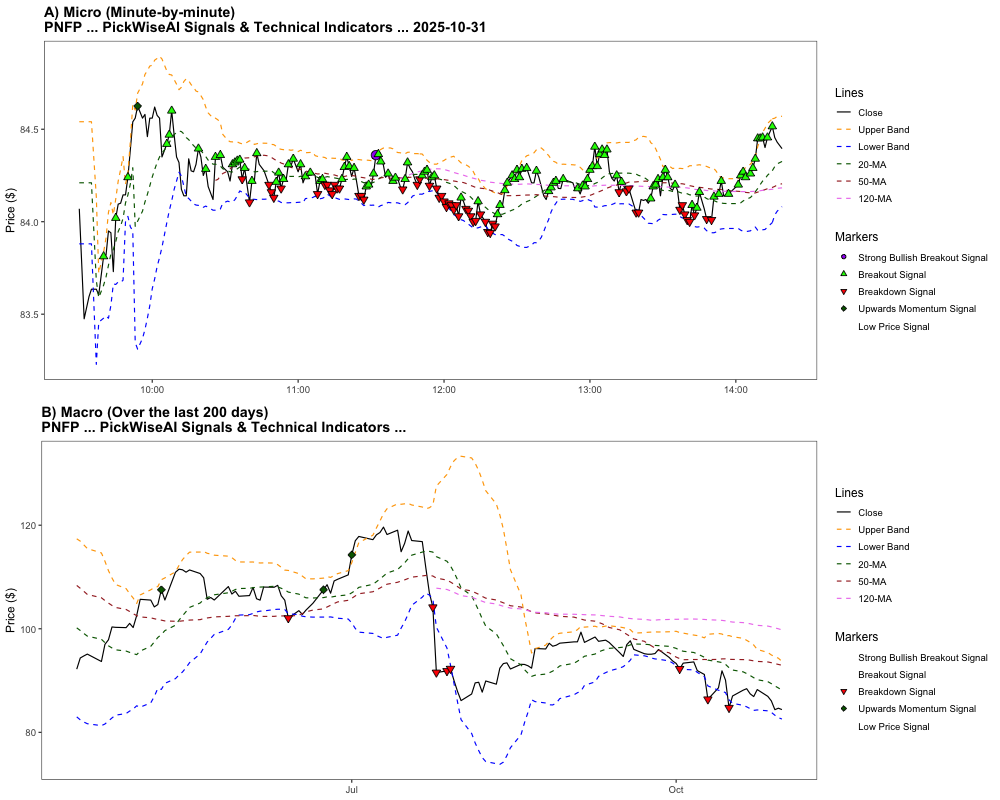 A) Micro (Minute-by-minute)
PNFP ... PickWiseAI Signals & Technical Indicators ... 2025-10-31
Price ($)
84.5
84.0
83.5
10:00
11:00
12:00
13:00
14:00
Lines
Close
Upper Band
Lower Band
20-MA
50-MA
120-MA
Markers
Strong Bullish Breakout Signal
Breakout Signal
Breakdown Signal
Upwards Momentum Signal
Low Price Signal
B) Macro (Over the last 200 days)
PNFP ... PickWiseAI Signals & Technical Indicators ...
Price ($)
120
100
80
Jul
Oct
Lines
Close
Upper Band
Lower Band
20-MA
50-MA
120-MA
Markers
Strong Bullish Breakout Signal
Breakout Signal
Breakdown Signal
Upwards Momentum Signal
Low Price Signal